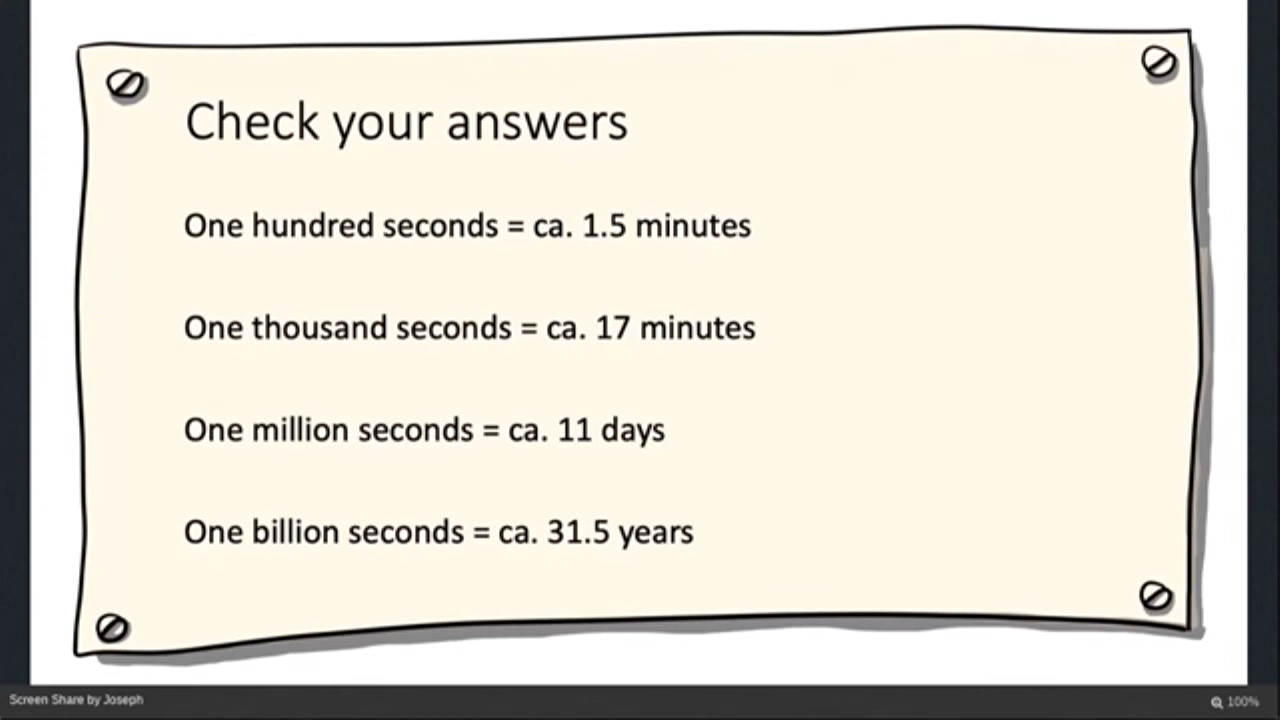 Check your answers
One hundred seconds = ca. 1.5 minutes
One thousand seconds = ca. 17 minutes
One million seconds = ca. 11 days
One billion seconds = ca. 31.5 years
Screen Share by Joseph
100%